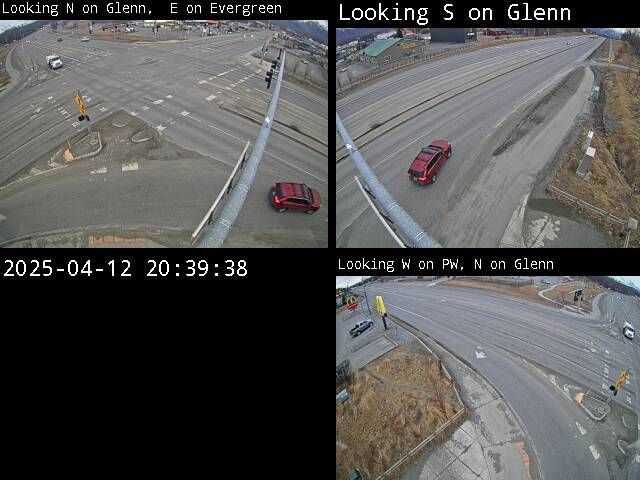 Looking N on Glenn,  E on Evergreen
Looking S on Glenn
2025-04-12 20:39:38
Looking W on PW, N on Glenn